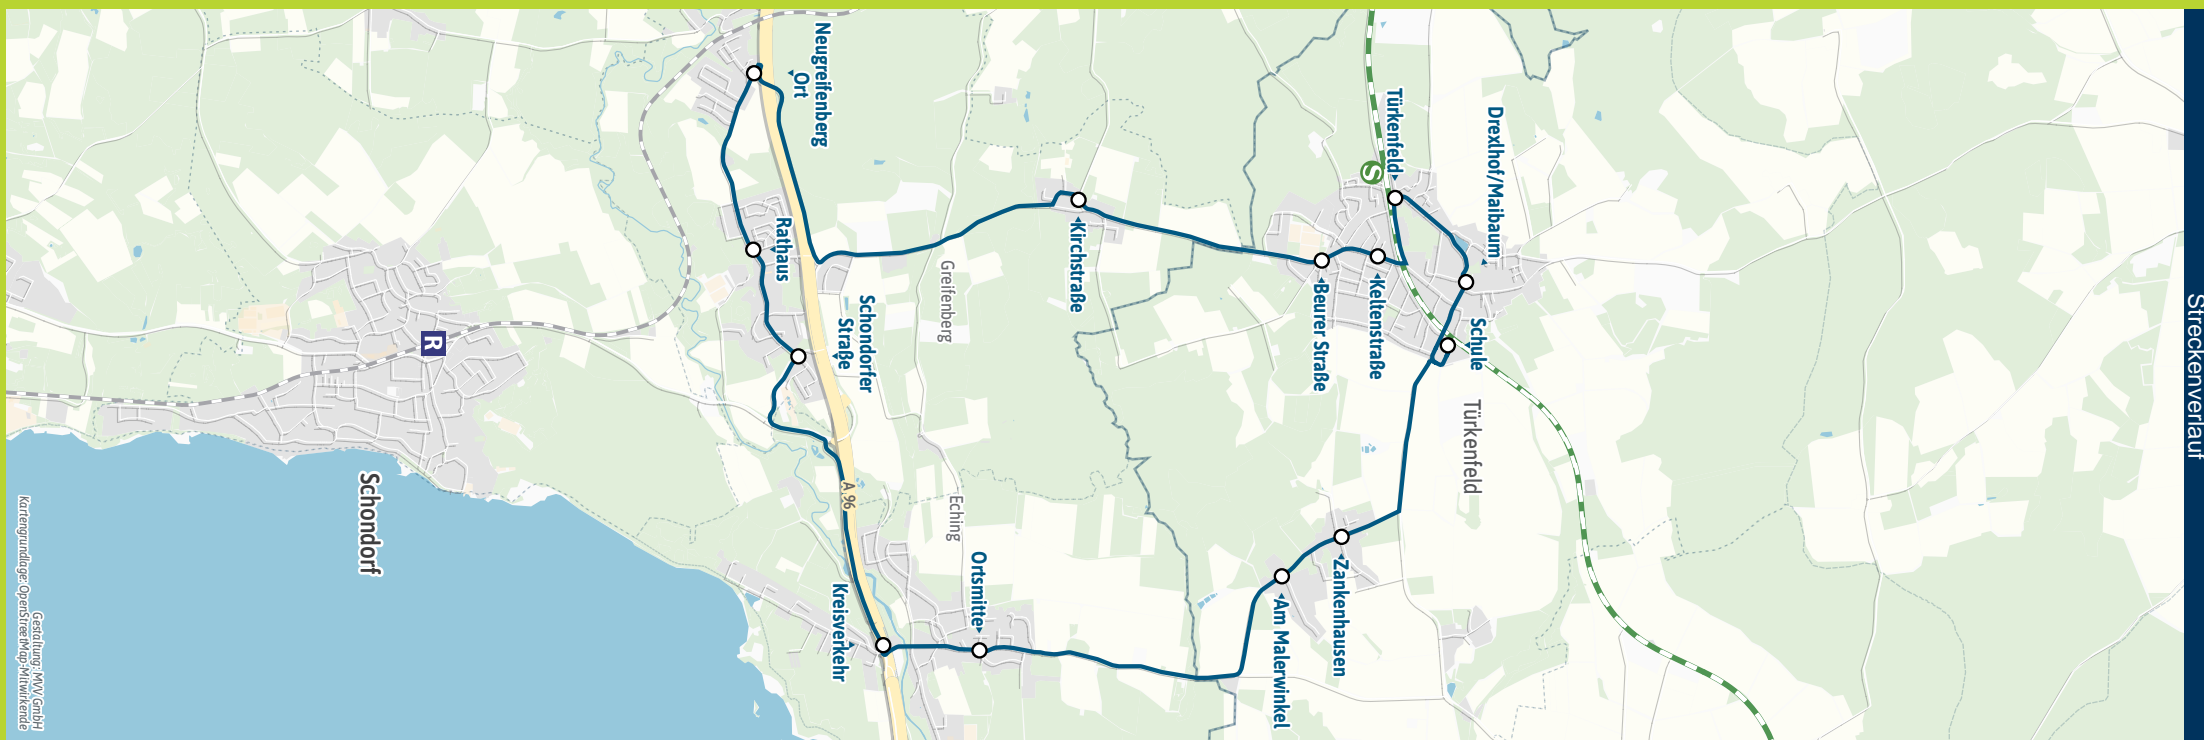 Streckenverlauf
Drexlhof/Maibaum
Türkenfeld
S
Schule
Türkenfeld
Keltenstraße
Beurer Straße
Zankenhausen
Am Malerwinkel
Kirchstraße
Greifenberg
Eching
Ortsmitte
Neugreifenberg
Ort
Schondorfer
Straße
Rathaus
A 96
Kreisverkehr
R
Schondorf
Gestaltung: MVV GmbH
Kartengrundlage: OpenStreetMap-Mitwirkende